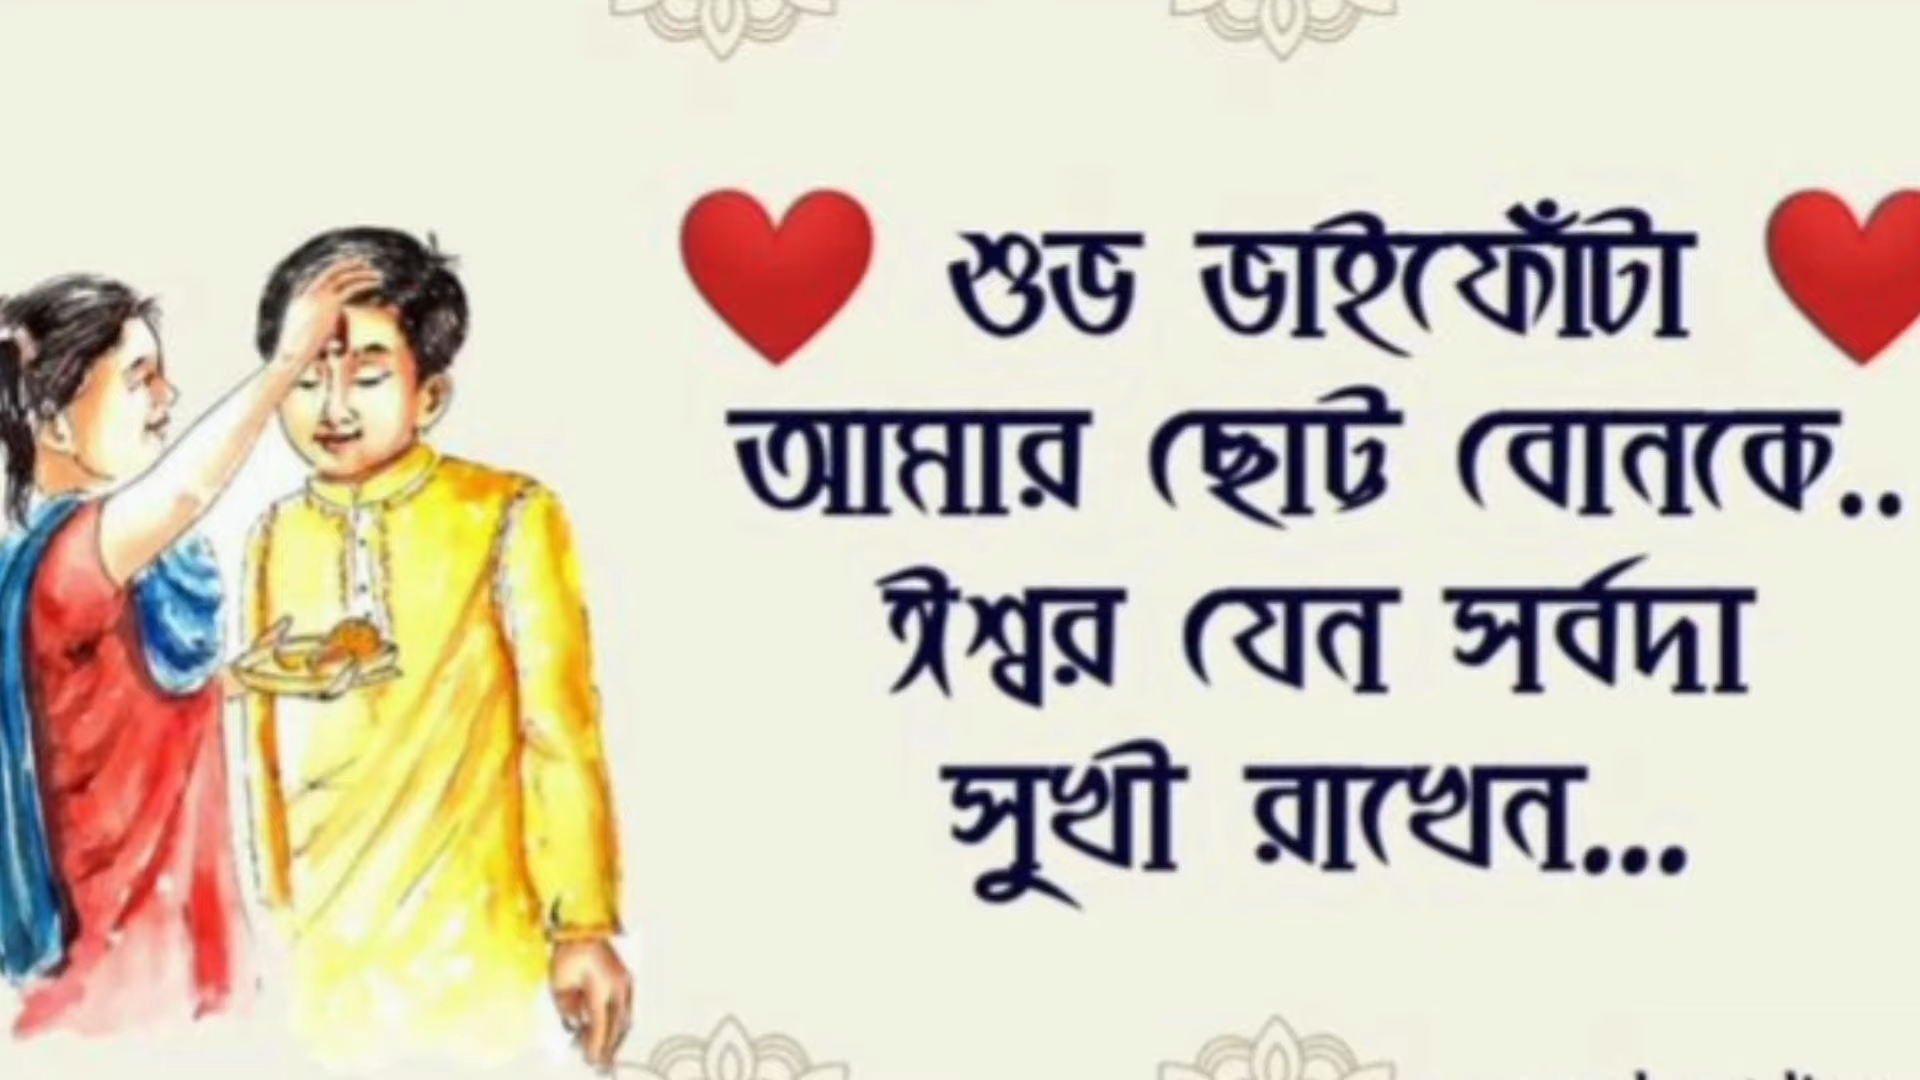 শুভ ভাইফোঁটা
আমার ছোট্ট বোনকে..
ঈশ্বর যেন সর্বদা
সুখী রাখেন...